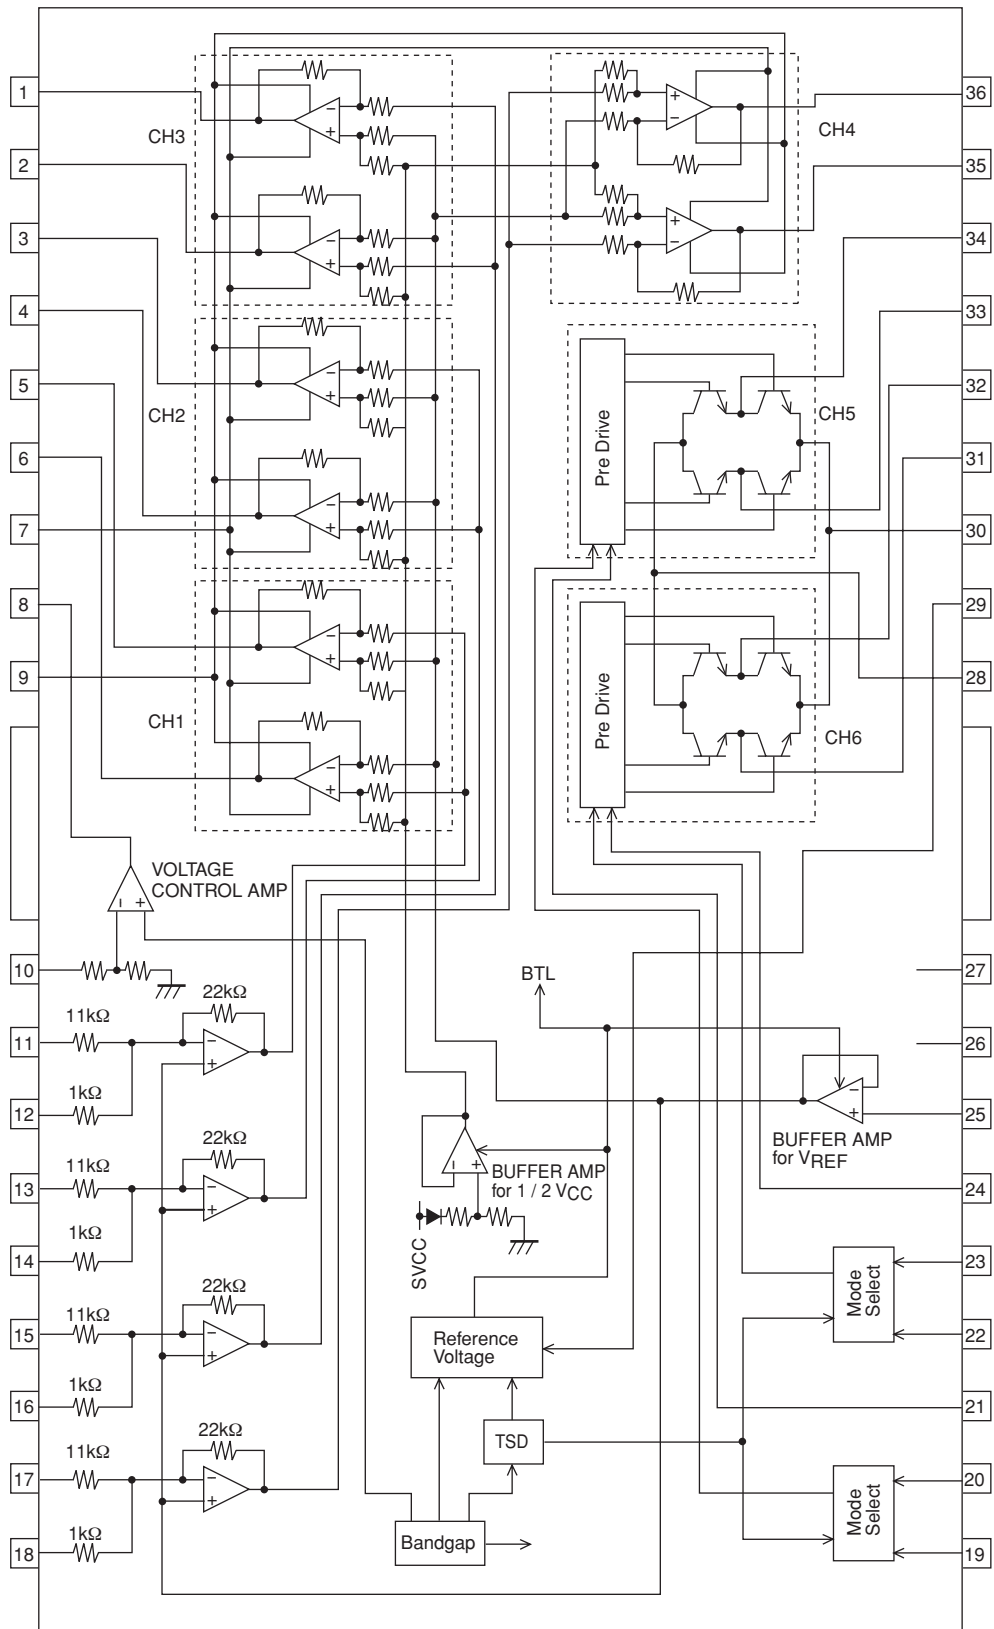 1
2
3
4
5
6
7
8
9
10
11
12
13
14
15
16
17
18
36
35
34
33
32
31
30
29
28
27
26
25
24
23
22
21
20
19
CH3
CH2
CH1
CH4
CH5
CH6
Pre Drive
Pre Drive
− +
− +
− +
− +
− +
− +
+ −
+ −
VOLTAGE
CONTROL AMP
− +
11kΩ
22kΩ
− +
1kΩ
11kΩ
22kΩ
− +
1kΩ
11kΩ
22kΩ
− +
1kΩ
11kΩ
22kΩ
− +
1kΩ
BTL
− +
BUFFER AMP
for 1 / 2 VCC
SVCC
− +
BUFFER AMP
for VREF
Reference
Voltage
TSD
Bandgap
Mode
Select
Mode
Select